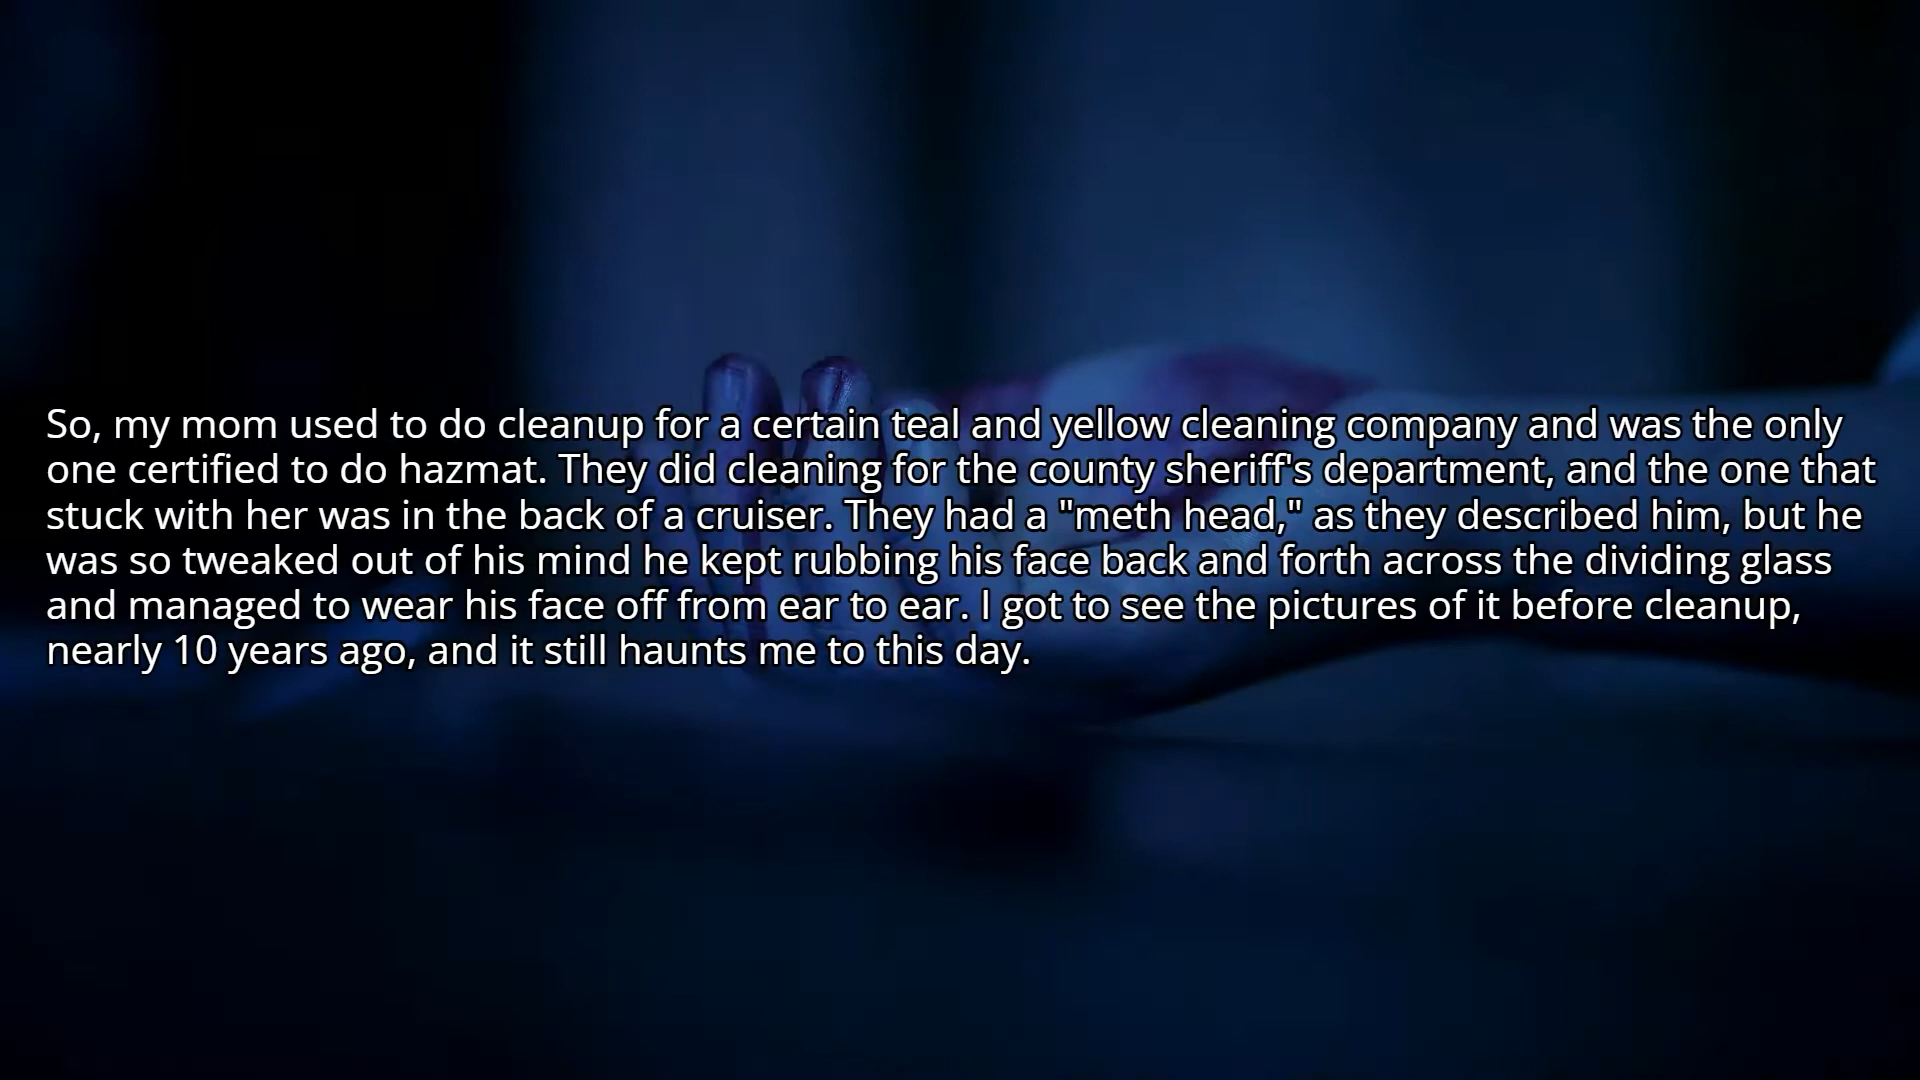 So, my mom used to do cleanup for a certain teal and yellow cleaning company and was the only
one certified to do hazmat. They did cleaning for the county sheriff's department, and the one that
stuck with her was in the back of a cruiser. They had a "meth head," as they described him, but he
was so tweaked out of his mind he kept rubbing his face back and forth across the dividing glass
and managed to wear his face off from ear to ear. I got to see the pictures of it before cleanup,
nearly 10 years ago, and it still haunts me to this day.